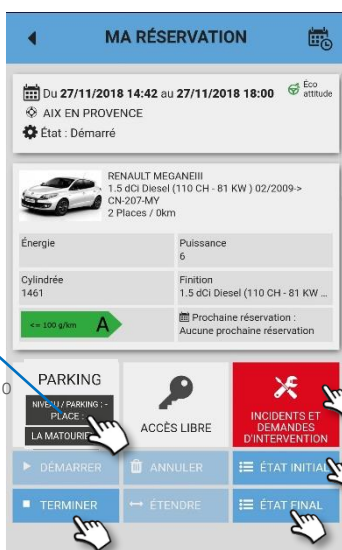 MA RÉSERVATION
Du 27/11/2018 14:42 au 27/11/2018 18:00
Éco
attitude
AIX EN PROVENCE
État : Démarré
RENAULT MEGANEIII
1.5 dCi Diesel (110 CH - 81 KW ) 02/2009->
CN-207-MY
2 Places / 0km
Énergie
Puissance
6
Cylindrée
1461
Finition
1.5 dCi Diesel (110 CH - 81 KW ...
<= 100 g/km A
Prochaine réservation :
Aucune prochaine réservation
PARKING
NIVEAU / PARKING : -
PLACE :
LA
ACCÈS LIBRE
INCIDENTS ET
DEMANDES
D'INTERVENTION
DÉMARRER
ANNULER
ÉTAT INITIAL
TERMINER
ÉTENDRE
ÉTAT FINAL